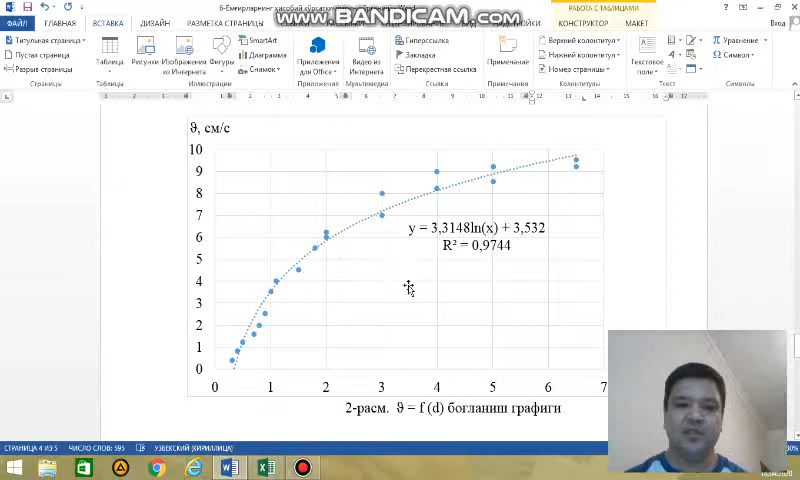 WWW.BANDICAM.COM
РАБОТА С ТАБЛИЦАМИ
Вход
ФАЙЛ ГЛАВНАЯ ВСТАВКА ДИЗАЙН РАЗМЕТКА СТРАНИЦЫ КОНСТРУКТОР МАКЕТ
Титульная страница
Пустая страница
Разрыв страницы
Страницы
Таблица
Таблицы
Рисунки
Изображения из Интернета
Фигуры
SmartArt
Диаграмма
Снимок
Приложения для Office
Приложения
Видео из Интернета
Мультимедиа
Гиперссылка
Закладка
Перекрестная ссылка
Ссылки
Примечание
Примечания
Верхний колонтитул
Нижний колонтитул
Номер страницы
Колонтитулы
Текстовое поле
Текст
Уравнение
Символ
Символы
ϑ, см/с
10
9
8
7
6
5
4
3
2
1
0
y = 3,3148ln(x) + 3,532
R² = 0,9744
0 1 2 3 4 5 6 7
2-расм. ϑ = f (d) боғланиш графиги
СТРАНИЦА 4 ИЗ 5 ЧИСЛО СЛОВ: 595 УЗБЕКСКИЙ (КИРИЛЛИЦА)